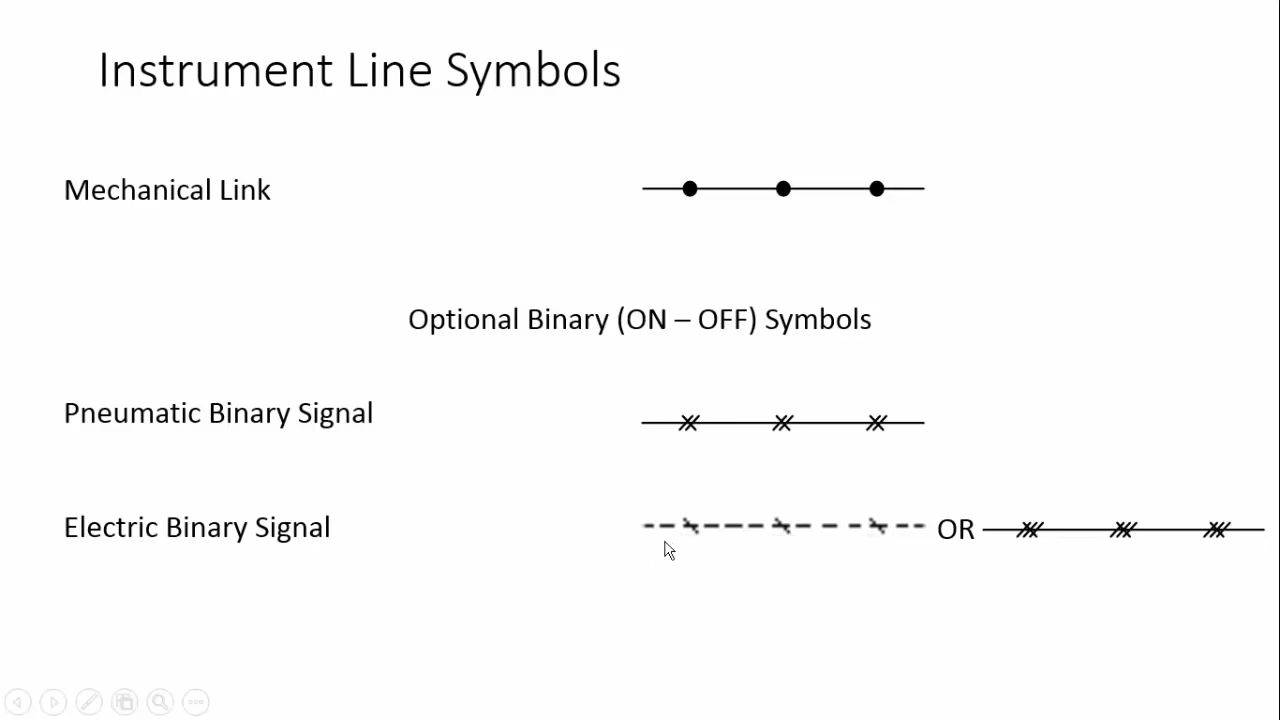 Instrument Line Symbols
Mechanical Link
Optional Binary (ON – OFF) Symbols
Pneumatic Binary Signal
Electric Binary Signal
OR